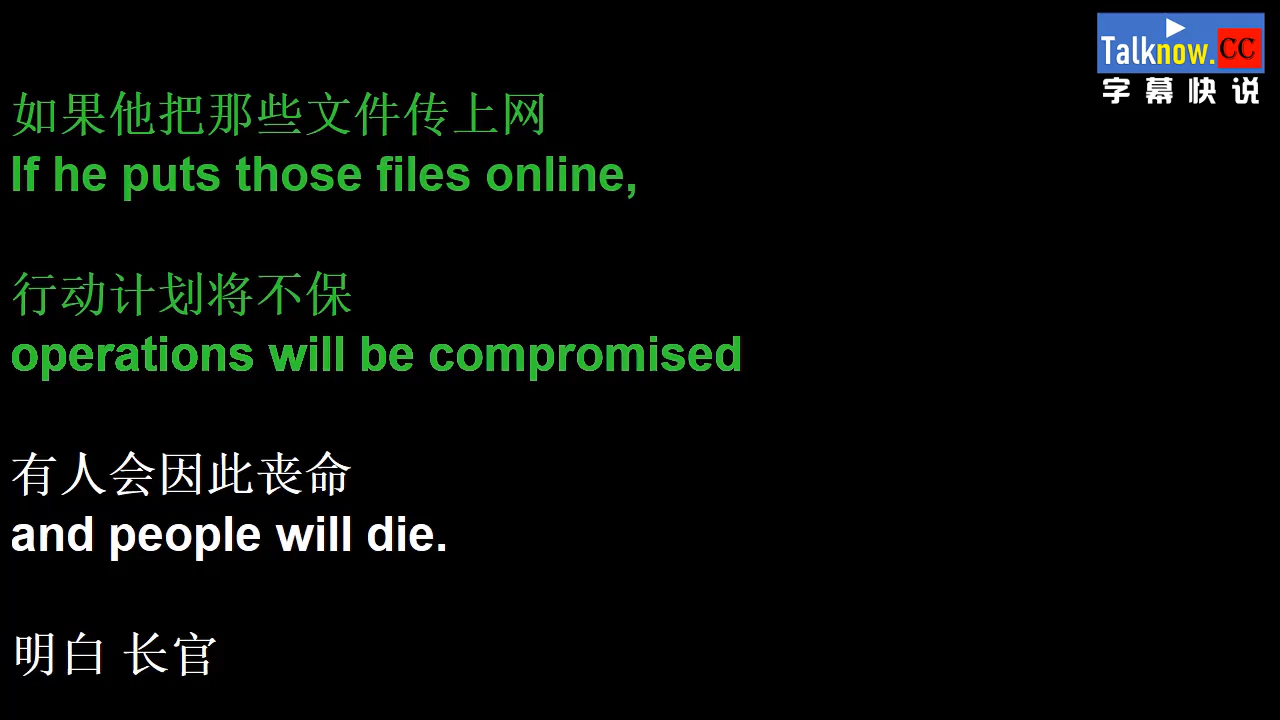 Talknow.CC
字幕快说
如果他把那些文件传上网
If he puts those files online,
行动计划将不保
operations will be compromised
有人会因此丧命
and people will die.
明白 长官